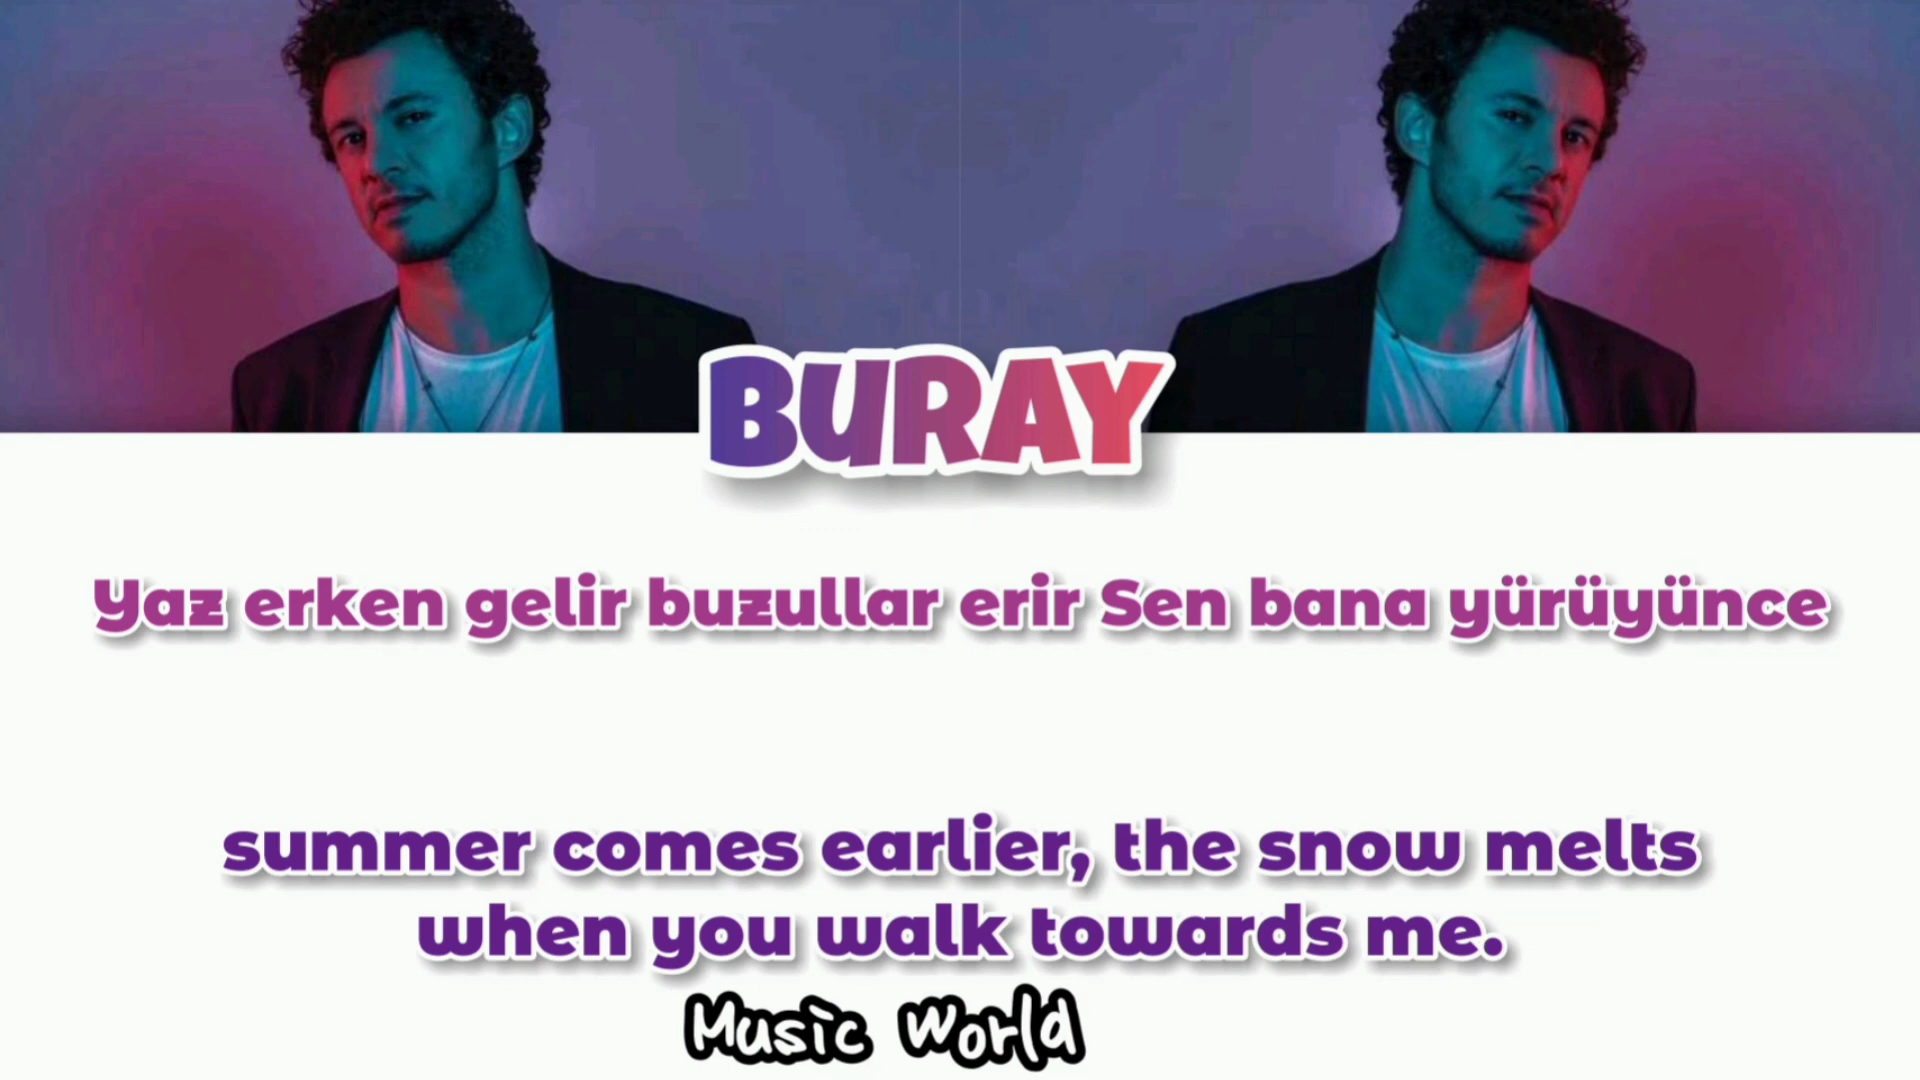 BURAY
Yaz erken gelir buzullar erir Sen bana yürüyünce
summer comes earlier, the snow melts
when you walk towards me.
Music World